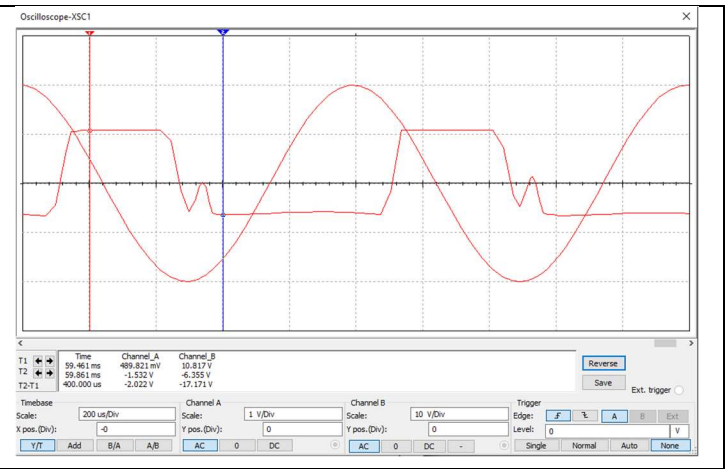 Oscilloscope-XSC1
Time Channel_A Channel_B
T1 59.461 ms 489.821 mV 10.817 V
T2 59.861 ms -1.532 V -6.355 V
T2-T1 400.000 us -2.022 V -17.171 V
Reverse
Save
Ext. trigger
Timebase
Scale: 200 us/Div
X pos.(Div): -0
Y/T Add B/A A/B
Channel A
Scale: 1 V/Div
Y pos.(Div): 0
AC 0 DC
Channel B
Scale: 10 V/Div
Y pos.(Div): 0
AC 0 DC -
Trigger
Edge: A B Ext
Level: 0 V
Single Normal Auto None